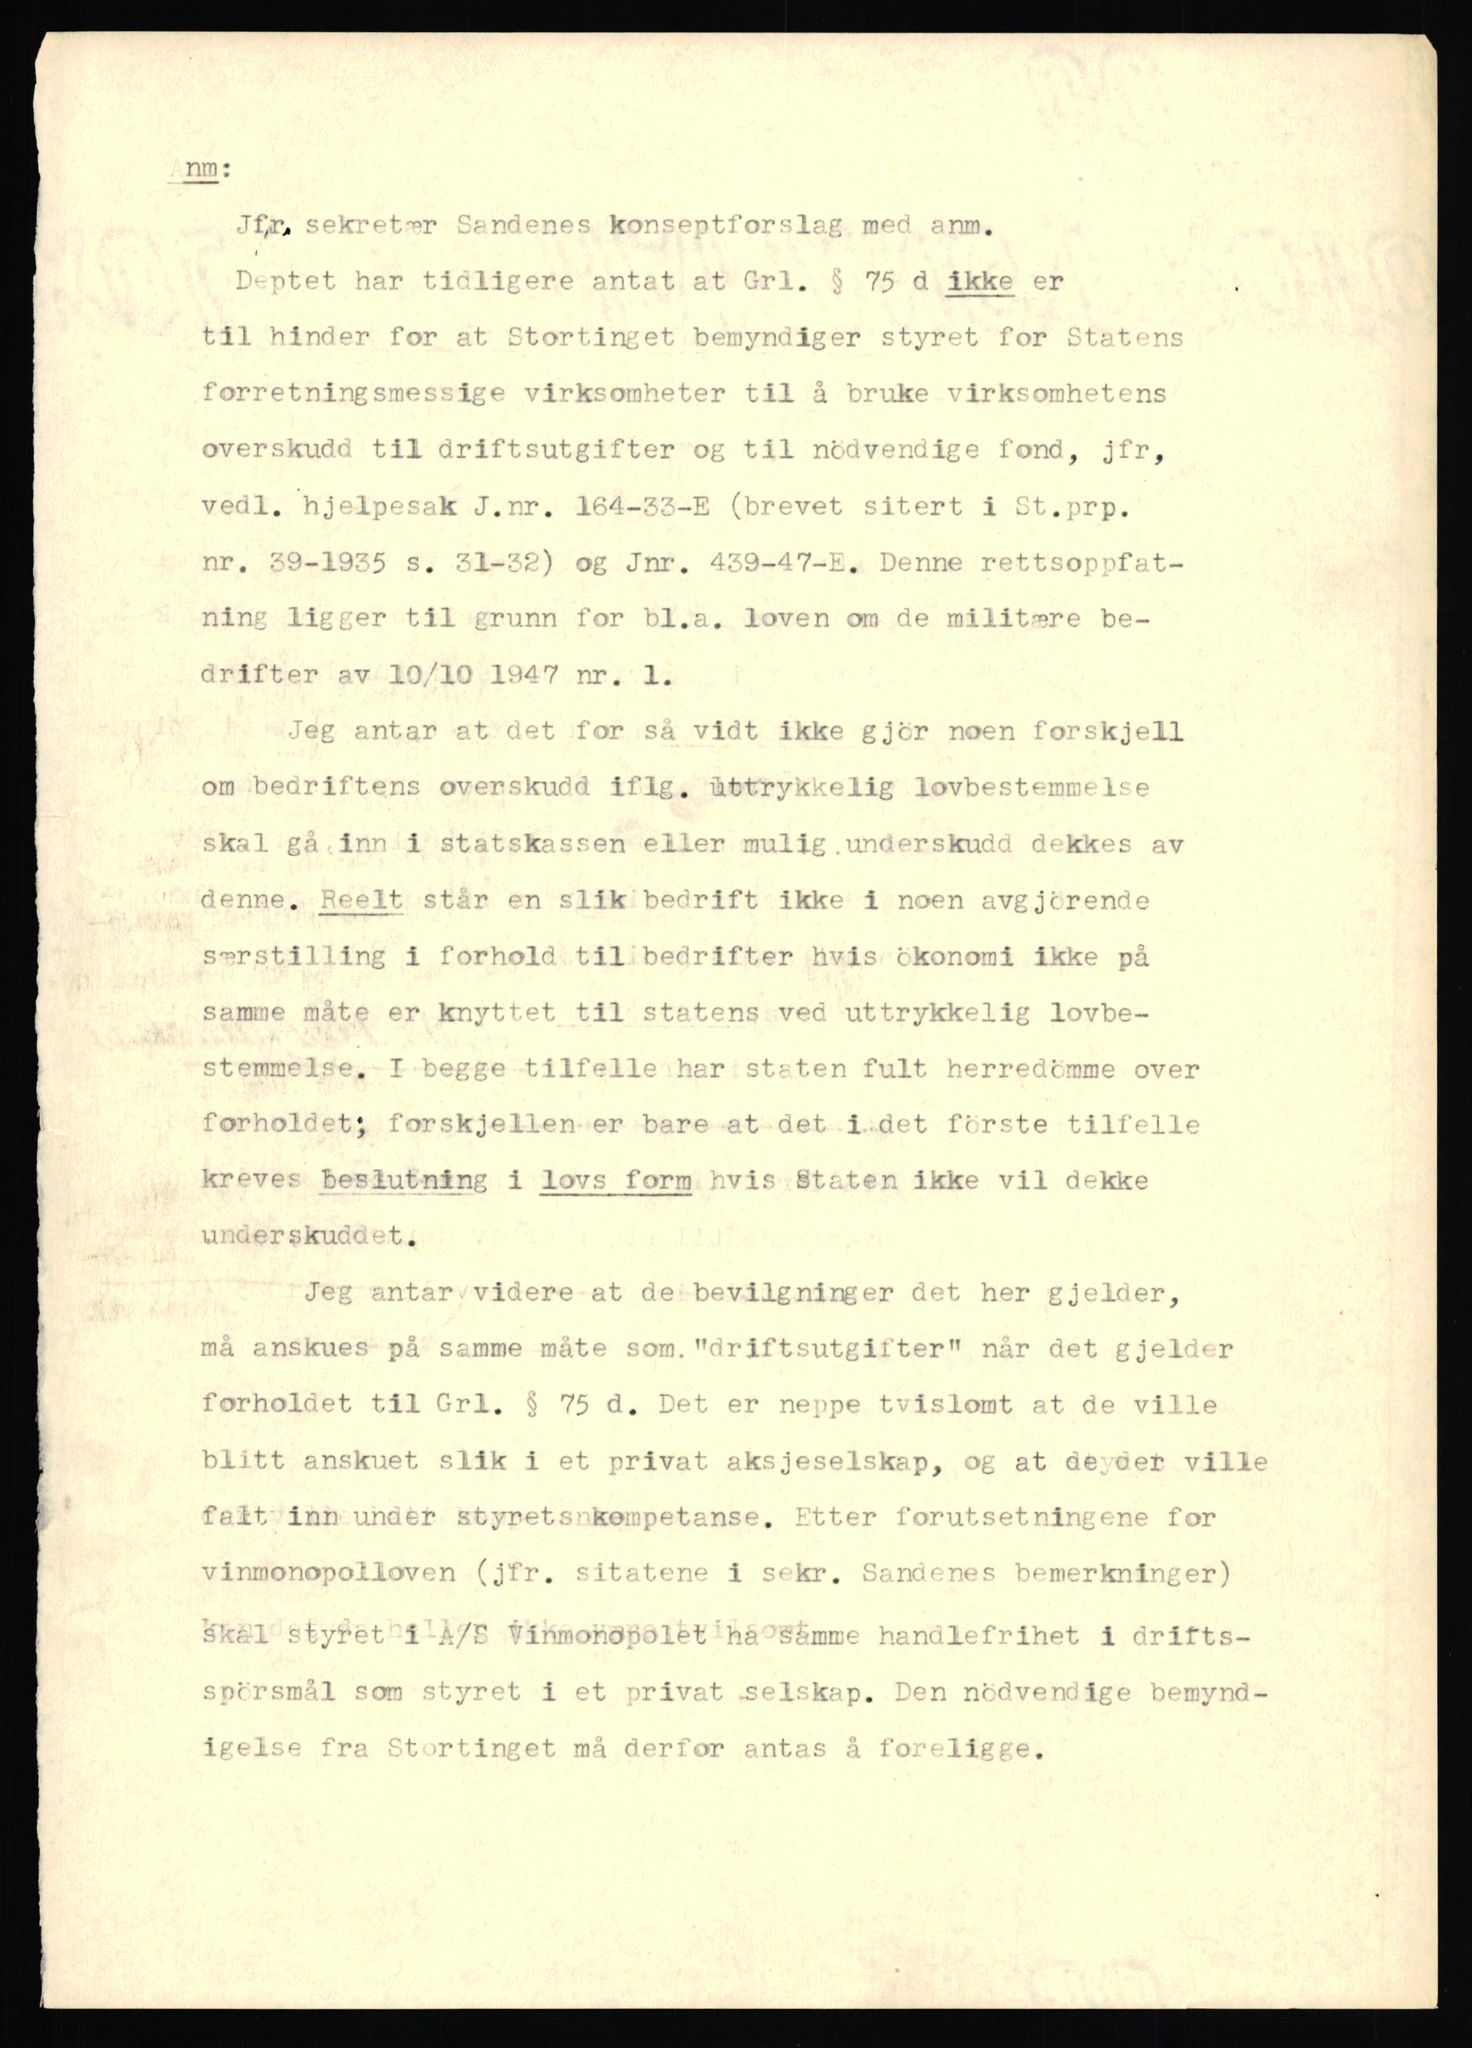 Anm:
Jfr. sekretær Sandenes konseptforslag med anm.
Deptet har tidligere antat at Grl. § 75 d ikke er
til hinder for at Stortinget bemyndiger styret for Statens
forretningsmessige virksomheter til å bruke virksomhetens
overskudd til driftsutgifter og til nödvendige fond, jfr,
vedl. hjelpesak J.nr. 164-33-E (brevet sitert i St.prp.
nr. 39-1935 s. 31-32) og Jnr. 439-47-E. Denne rettsoppfat-
ning ligger til grunn for bl.a. loven om de militære be-
drifter av 10/10 1947 nr. 1.
Jeg antar at det for så vidt ikke gjör noen forskjell
om bedriftens overskudd iflg. uttrykkelig lovbestemmelse
skal gå inn i statskassen eller mulig underskudd dekkes av
denne. Reelt står en slik bedrift ikke i noen avgjörende
særstilling i forhold til bedrifter hvis ökonomi ikke på
samme måte er knyttet til statens ved uttrykkelig lovbe-
stemmelse. I begge tilfelle har staten fult herredömme over
forholdet; forskjellen er bare at det i det förste tilfelle
kreves beslutning i lovs form hvis Staten ikke vil dekke
underskuddet.
Jeg antar videre at de bevilgninger det her gjelder,
må anskues på samme måte som "driftsutgifter" når det gjelder
forholdet til Grl. § 75 d. Det er neppe tvislomt at de ville
blitt anskuet slik i et privat aksjeselskap, og at de der ville
falt inn under styrets kompetanse. Etter forutsetningene for
vinmonopolloven (jfr. sitatene i sekr. Sandenes bemerkninger)
skal styret i A/S Vinmonopolet ha samme handlefrihet i drifts-
spörsmål som styret i et privat selskap. Den nödvendige bemynd-
igelse fra Stortinget må derfor antas å foreligge.